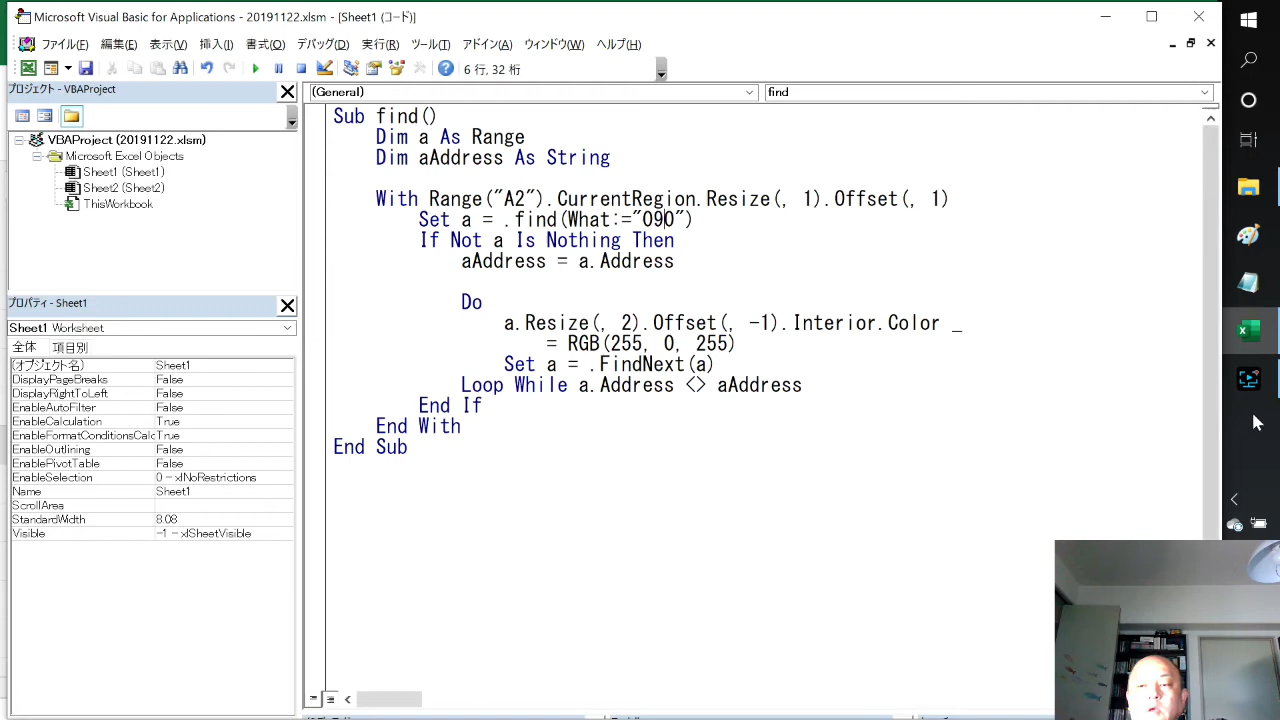 Microsoft Visual Basic for Applications - 20191122.xlsm - [Sheet1 (コード)]
ファイル(F) 編集(E) 表示(V) 挿入(I) 書式(O) デバッグ(D) 実行(R) ツール(T) アドイン(A) ウィンドウ(W) ヘルプ(H)
6 行, 32 桁
プロジェクト - VBAProject
VBAProject (20191122.xlsm)
Microsoft Excel Objects
Sheet1 (Sheet1)
Sheet2 (Sheet2)
ThisWorkbook
プロパティ - Sheet1
Sheet1 Worksheet
全体 項目別
(オブジェクト名) Sheet1
DisplayPageBreaks False
DisplayRightToLeft False
EnableAutoFilter False
EnableCalculation True
EnableFormatConditionsCalc True
EnableOutlining False
EnablePivotTable False
EnableSelection 0 - xlNoRestrictions
Name Sheet1
ScrollArea
StandardWidth 8.08
Visible -1 - xlSheetVisible
(General) find
Sub find()
Dim a As Range
Dim aAddress As String
With Range("A2").CurrentRegion.Resize(, 1).Offset(, 1)
Set a = .find(What:="090")
If Not a Is Nothing Then
aAddress = a.Address
Do
a.Resize(, 2).Offset(, -1).Interior.Color _
= RGB(255, 0, 255)
Set a = .FindNext(a)
Loop While a.Address <> aAddress
End If
End With
End Sub